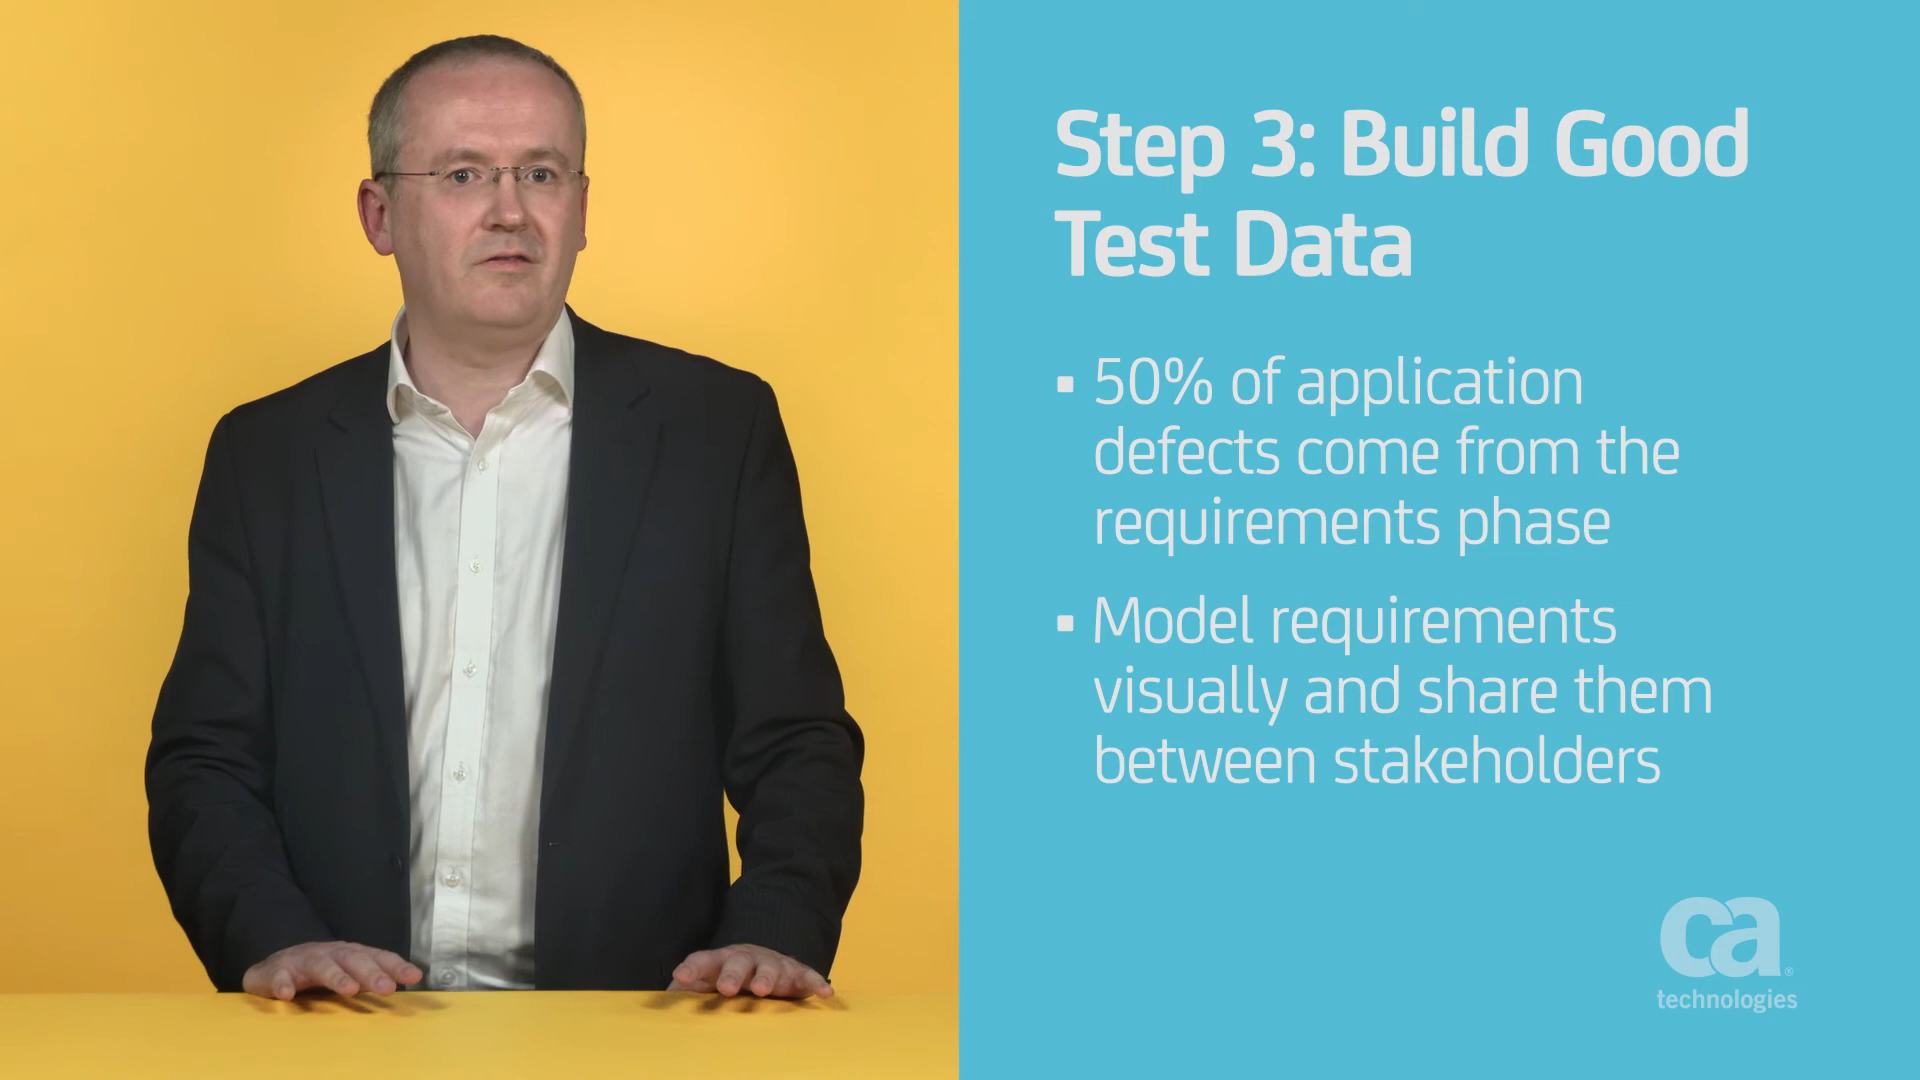 Step 3: Build Good
Test Data
▪ 50% of application
defects come from the
requirements phase
▪ Model requirements
visually and share them
between stakeholders
ca®
technologies